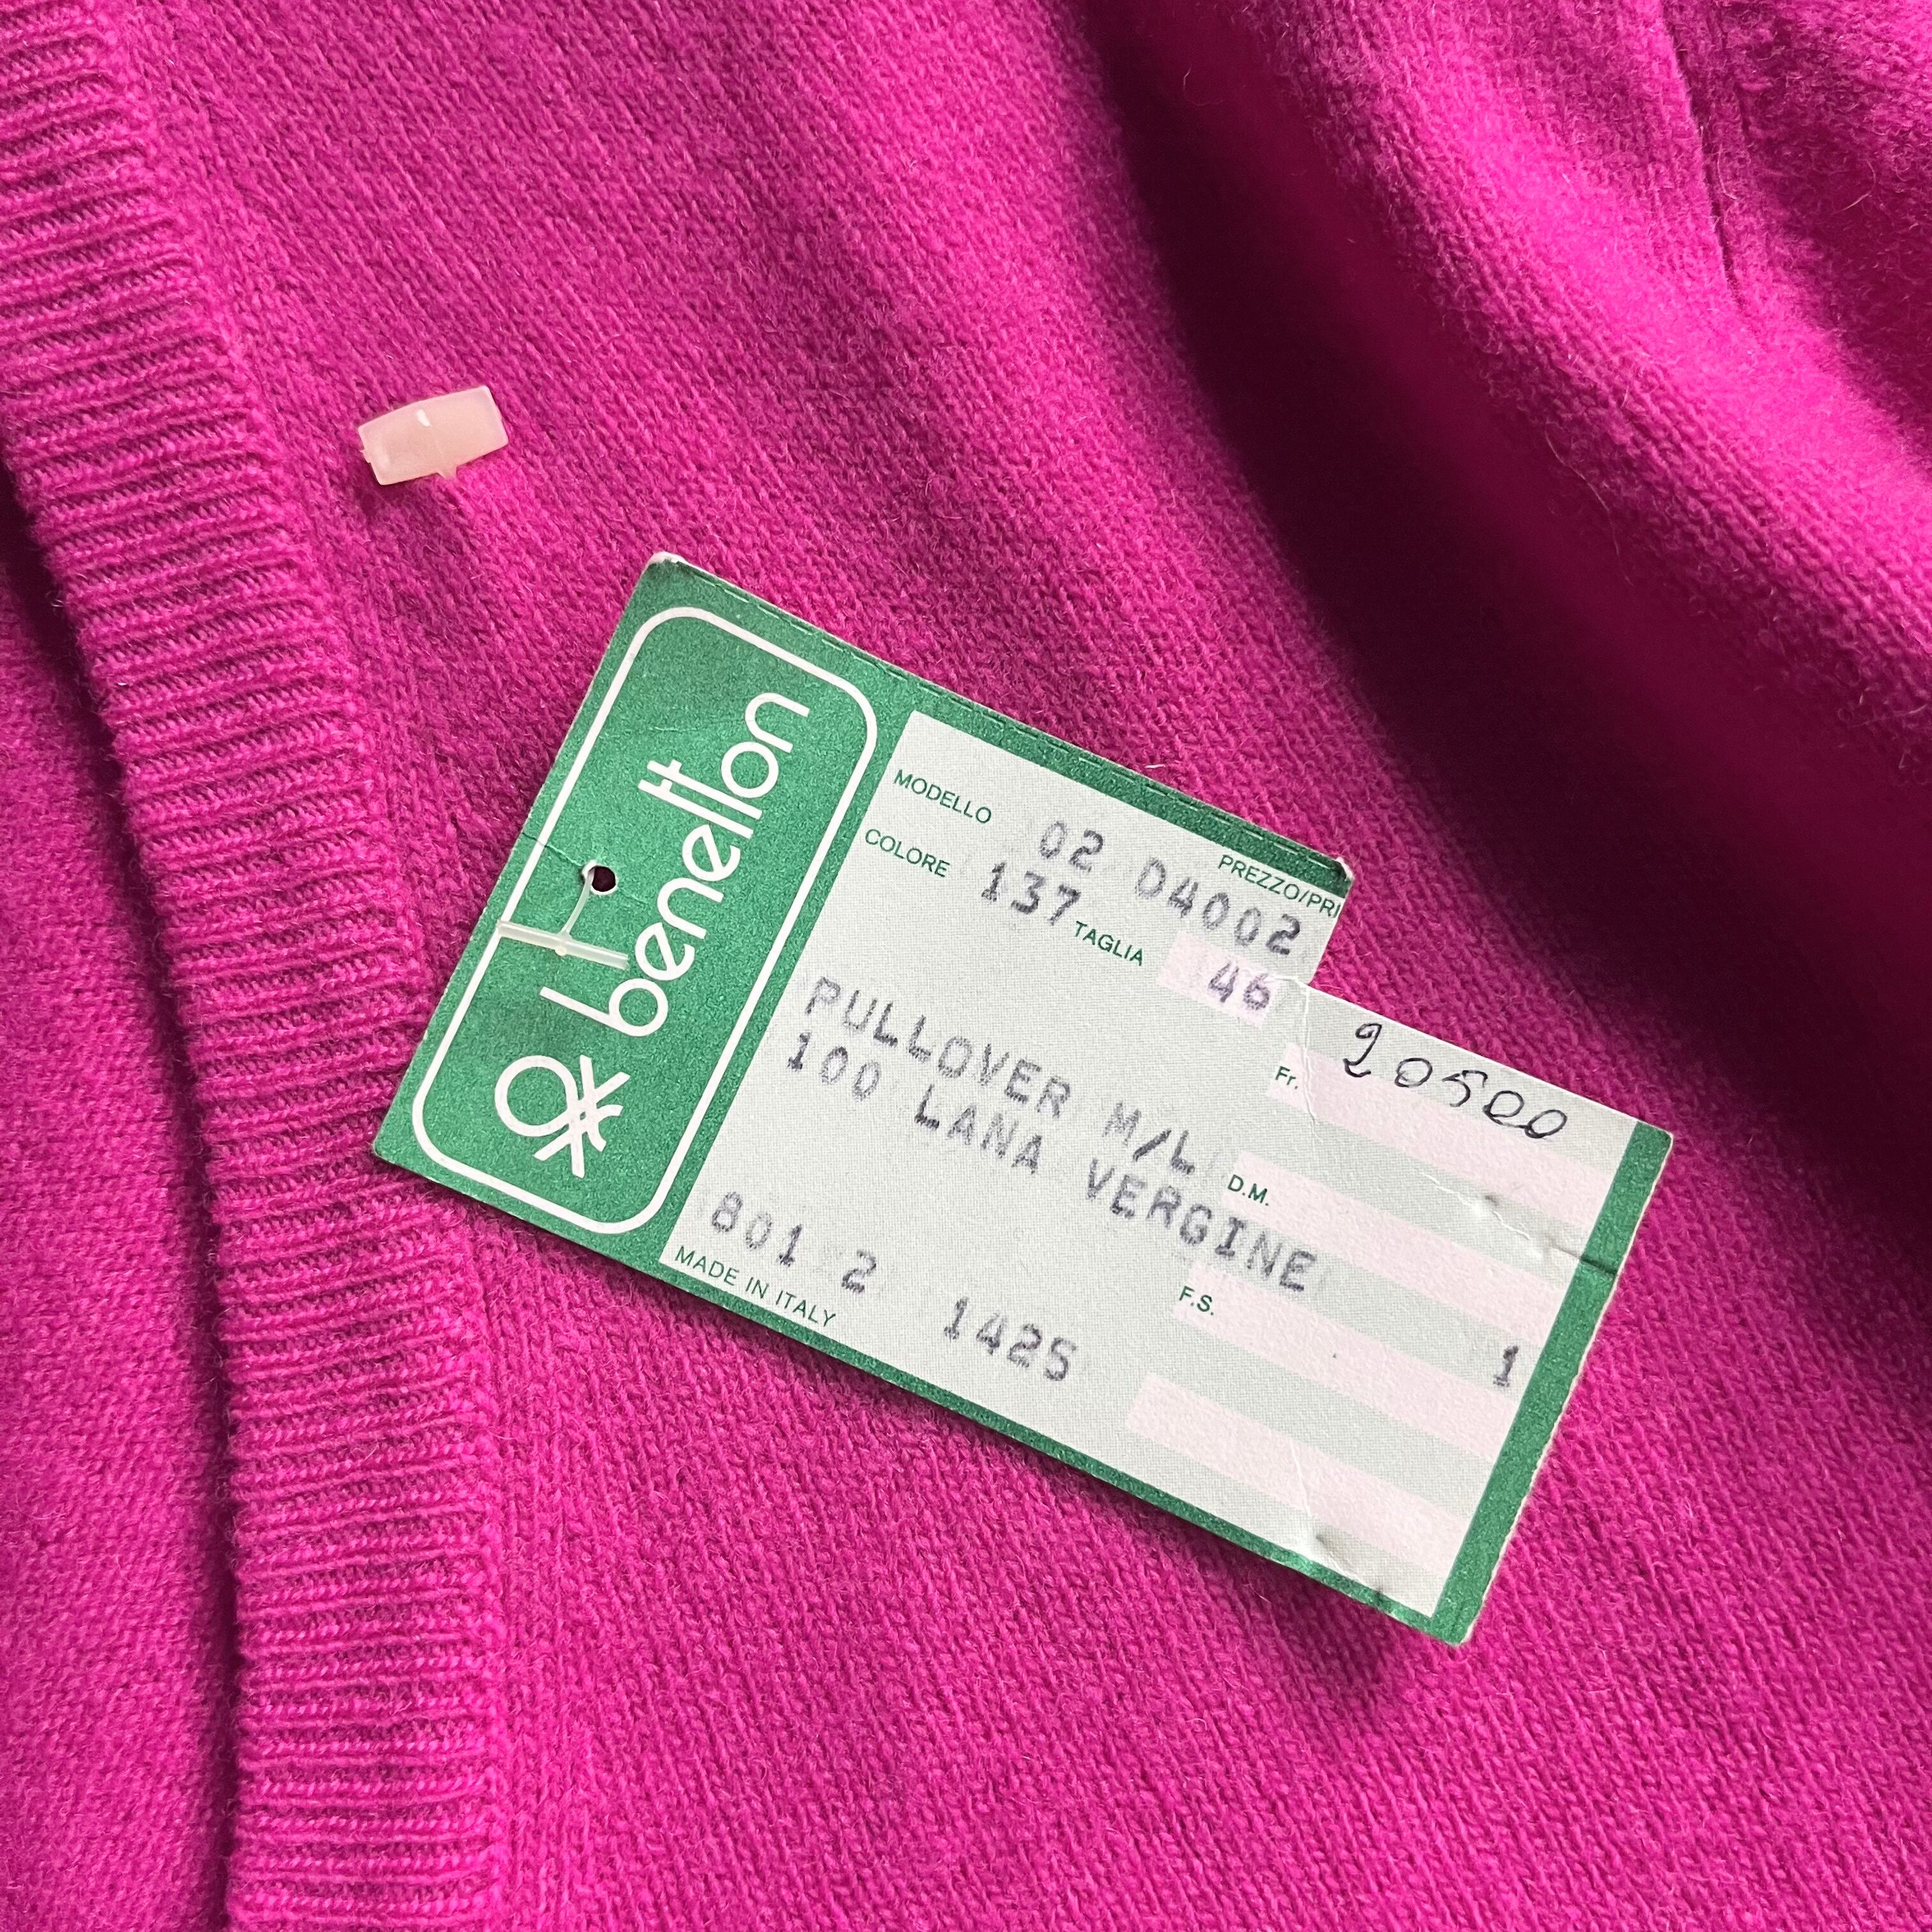 benetton
MODELLO 02 D4002
COLORE 137 TAGLIA 46
PREZZO/PRI
PULLOVER M/L
100 LANA VERGINE
801 2 1425
MADE IN ITALY
Fr. 20500
D.M.
F.S.
1